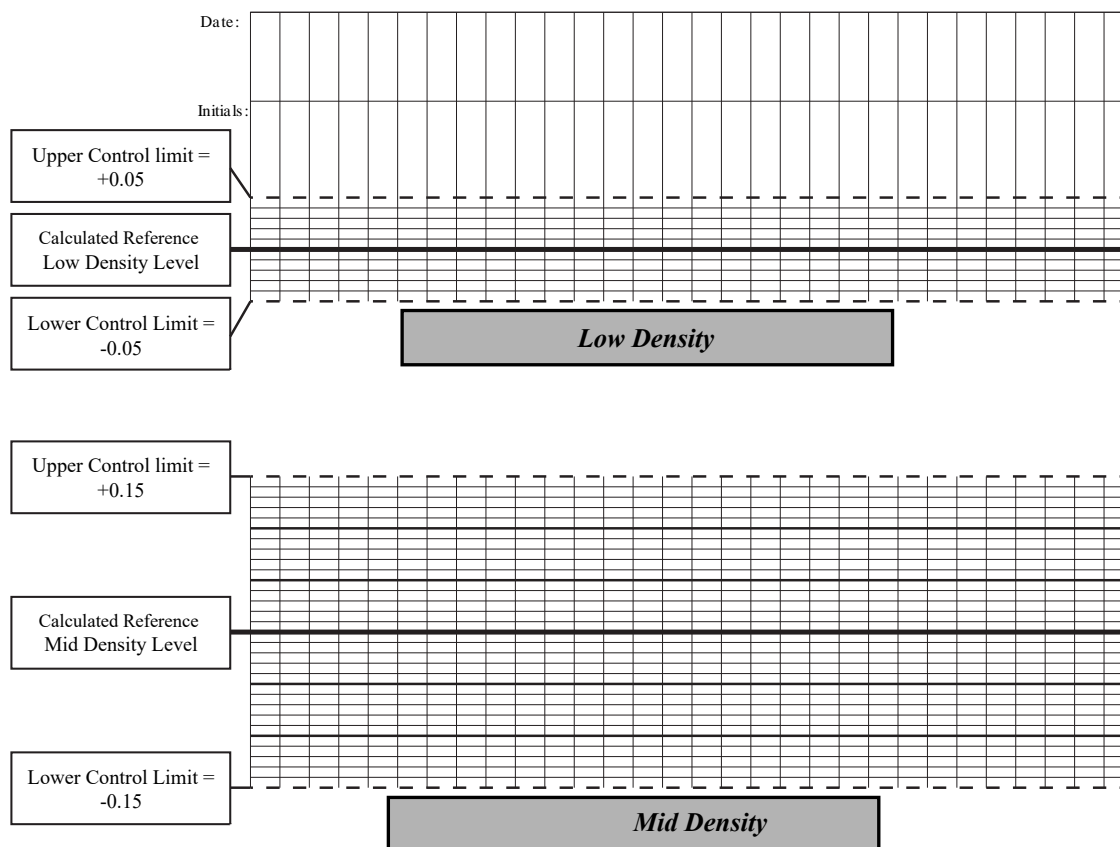 Date:
Initials:
Upper Control limit =
+0.05
Calculated Reference
Low Density Level
Lower Control Limit =
-0.05
Low Density
Upper Control limit =
+0.15
Calculated Reference
Mid Density Level
Lower Control Limit =
-0.15
Mid Density